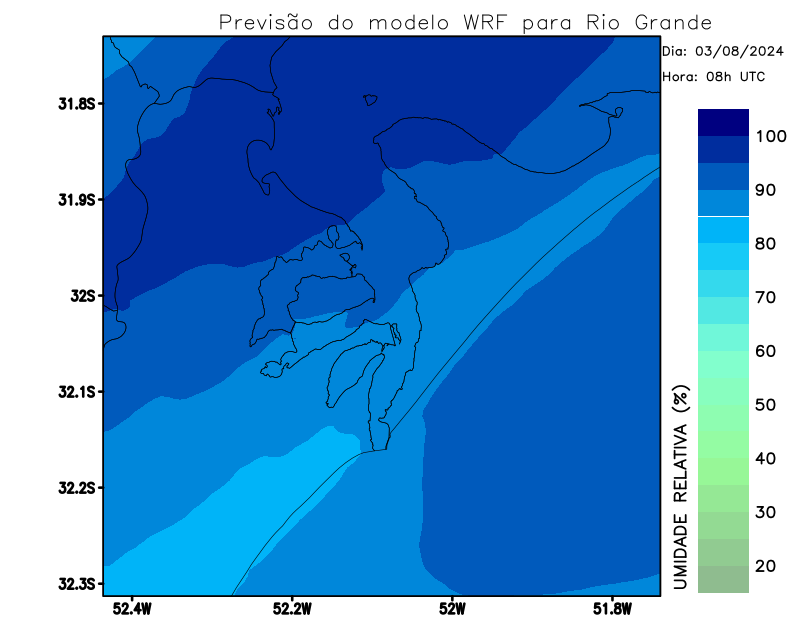 Previsão do modelo WRF para Rio Grande
Dia: 03/08/2024
Hora: 08h UTC
31.8S
31.9S
32S
32.1S
32.2S
32.3S
52.4W
52.2W
52W
51.8W
100
90
80
70
60
50
40
30
20
UMIDADE RELATIVA (%)